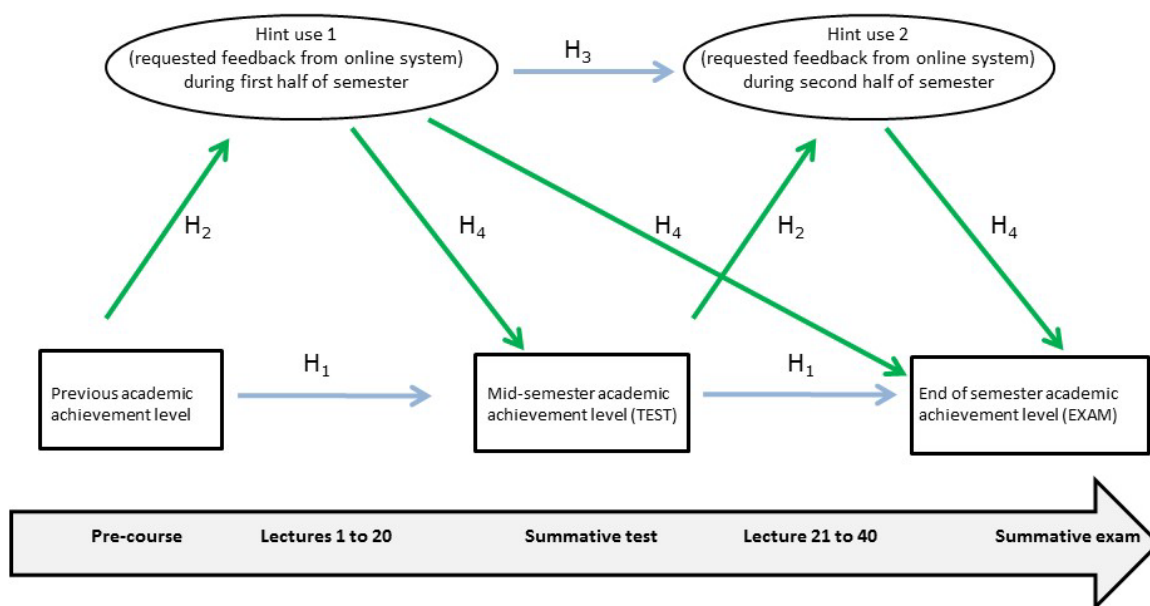 Hint use 1
(requested feedback from online system)
during first half of semester
H₃
Hint use 2
(requested feedback from online system)
during second half of semester
H₂
H₄
H₄
H₂
H₄
Previous academic
achievement level
H₁
Mid-semester academic
achievement level (TEST)
H₁
End of semester academic
achievement level (EXAM)
Pre-course
Lectures 1 to 20
Summative test
Lecture 21 to 40
Summative exam